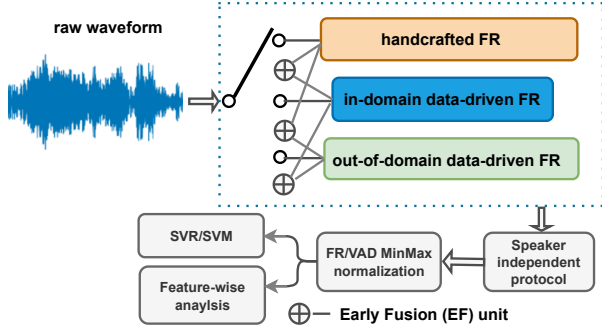 raw waveform
handcrafted FR
in-domain data-driven FR
out-of-domain data-driven FR
SVR/SVM
FR/VAD MinMax
normalization
Speaker
independent
protocol
Feature-wise
anaylsis
Early Fusion (EF) unit